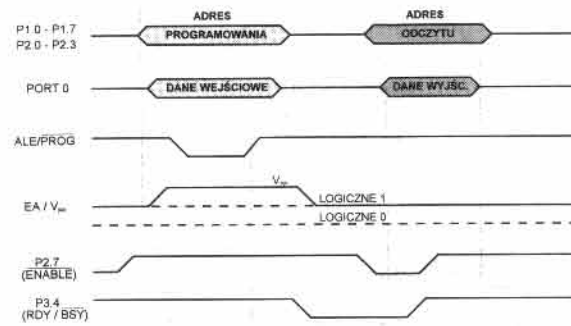 ADRES
ADRES
P1.0 - P1.7
PROGRAMOWANIA
ODCZYTU
P2.0 - P2.3
PORT 0
DANE WEJŚCIOWE
DANE WYJŚC.
ALE/PROG
Vpp
LOGICZNE 1
EA / Vpp
LOGICZNE 0
P2.7
(ENABLE)
P3.4
(RDY / BSY)